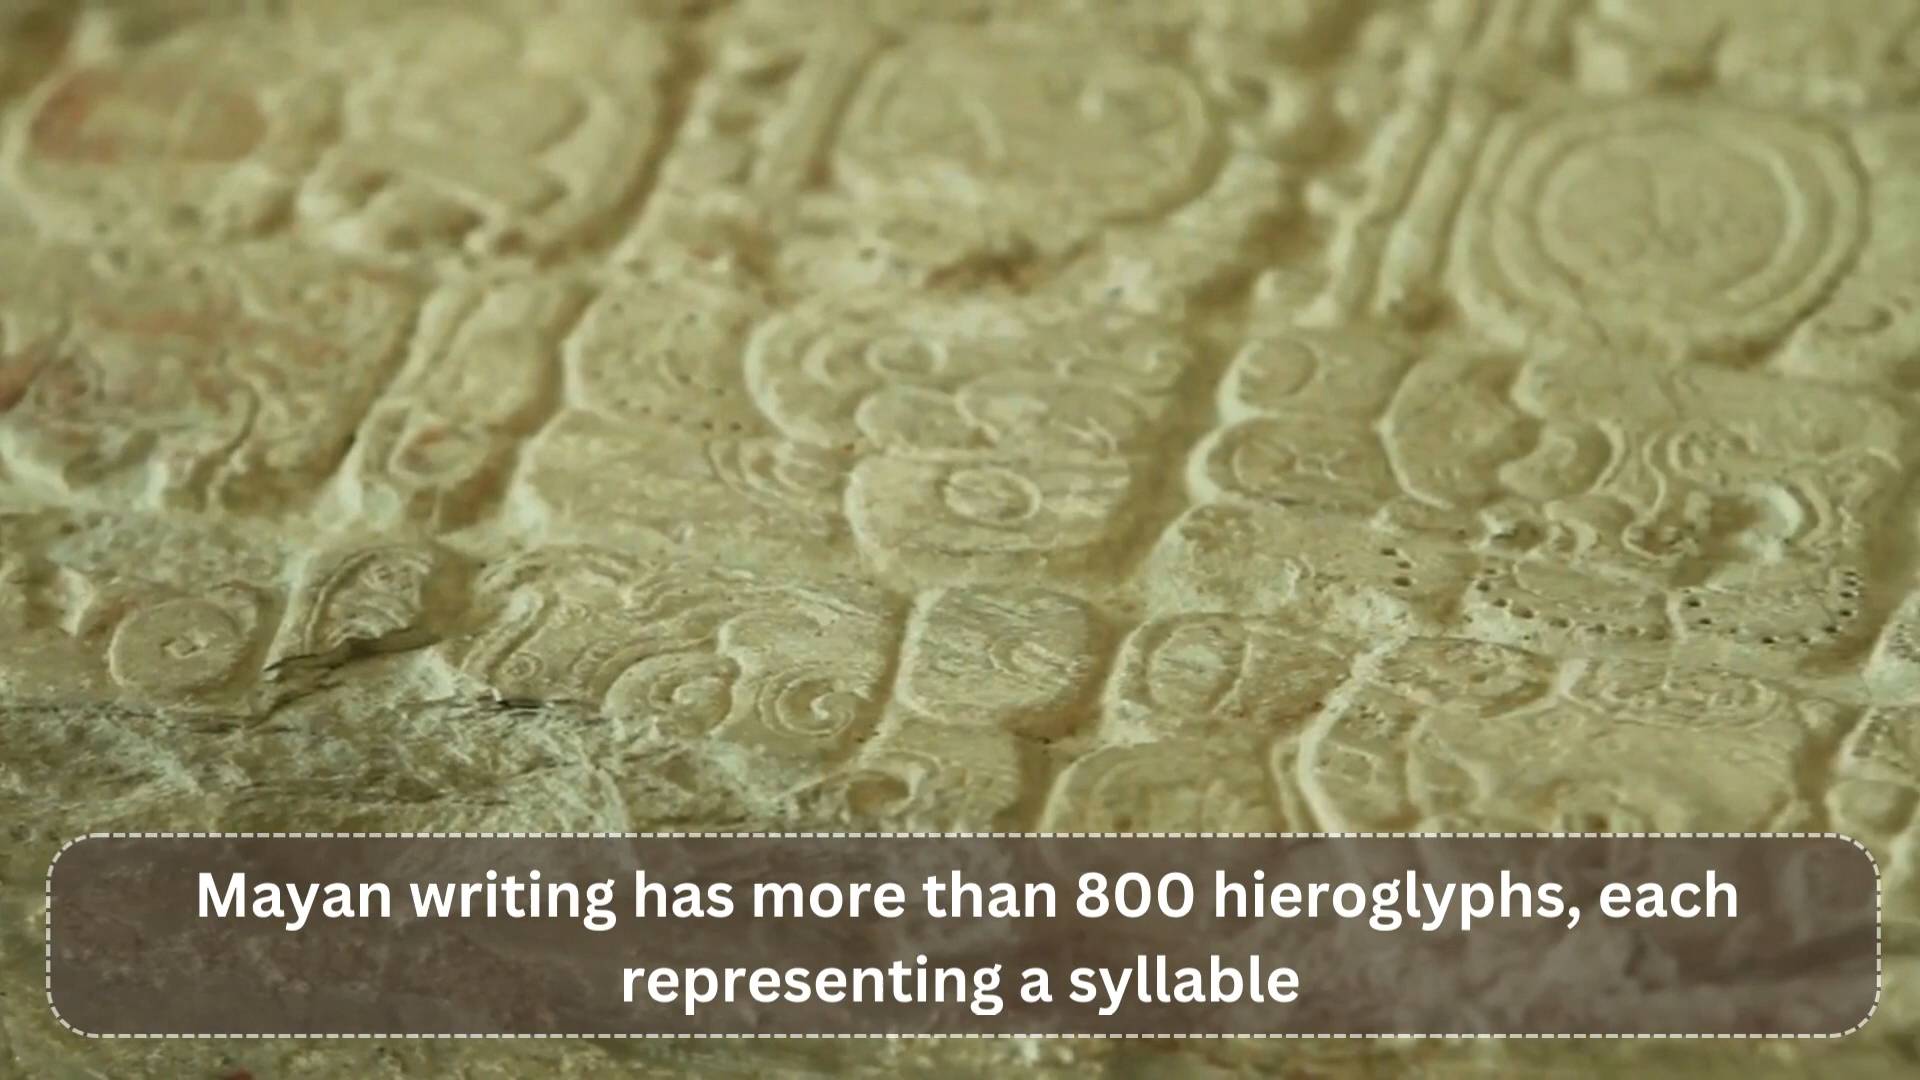 Mayan writing has more than 800 hieroglyphs, each
representing a syllable